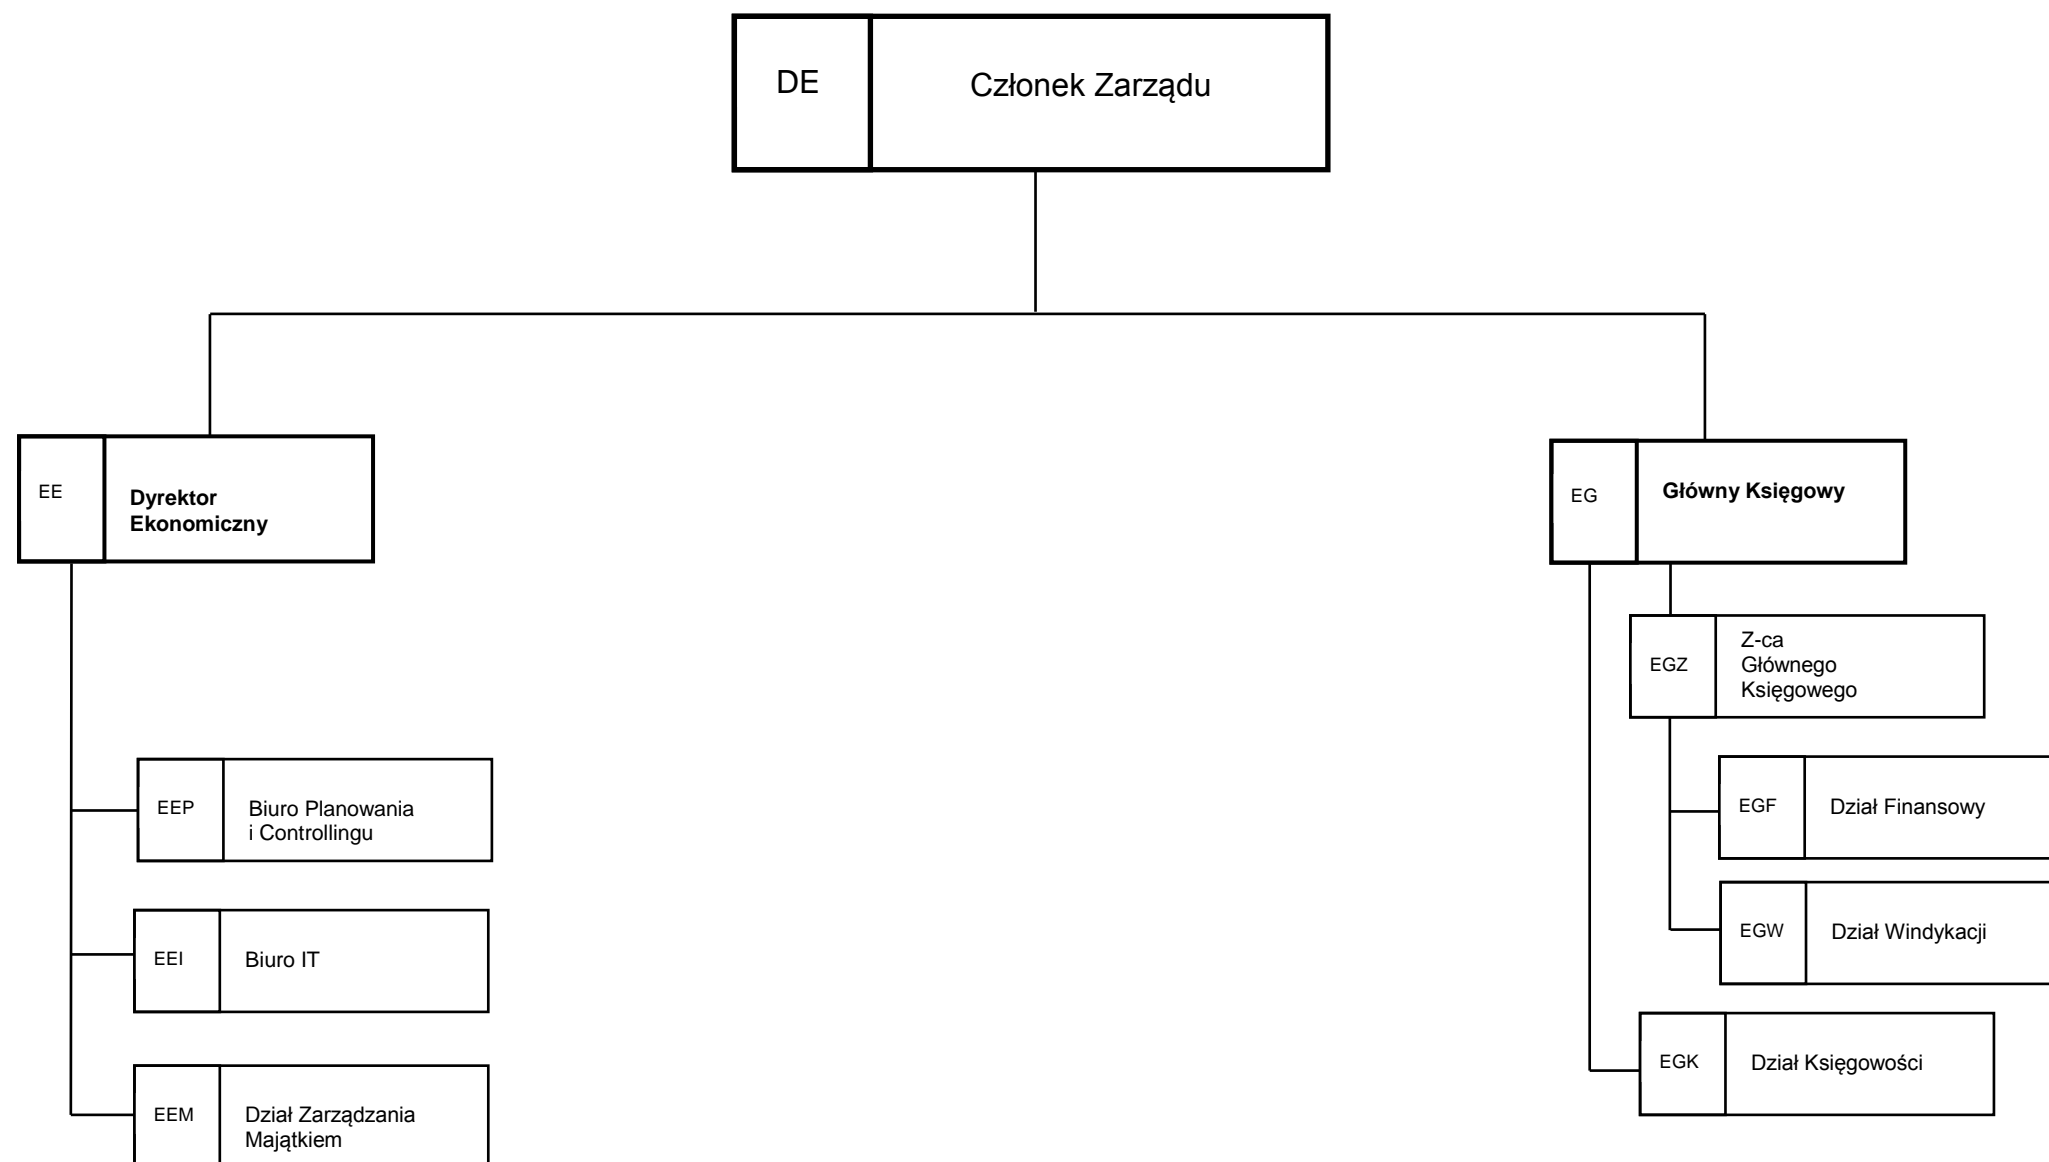 DE
Członek Zarządu
EE
Dyrektor
Ekonomiczny
EG
Główny Księgowy
EGZ
Z-ca
Głównego
Księgowego
EEP
Biuro Planowania
i Controllingu
EGF
Dział Finansowy
EEI
Biuro IT
EGW
Dział Windykacji
EGK
Dział Księgowości
EEM
Dział Zarządzania
Majątkiem